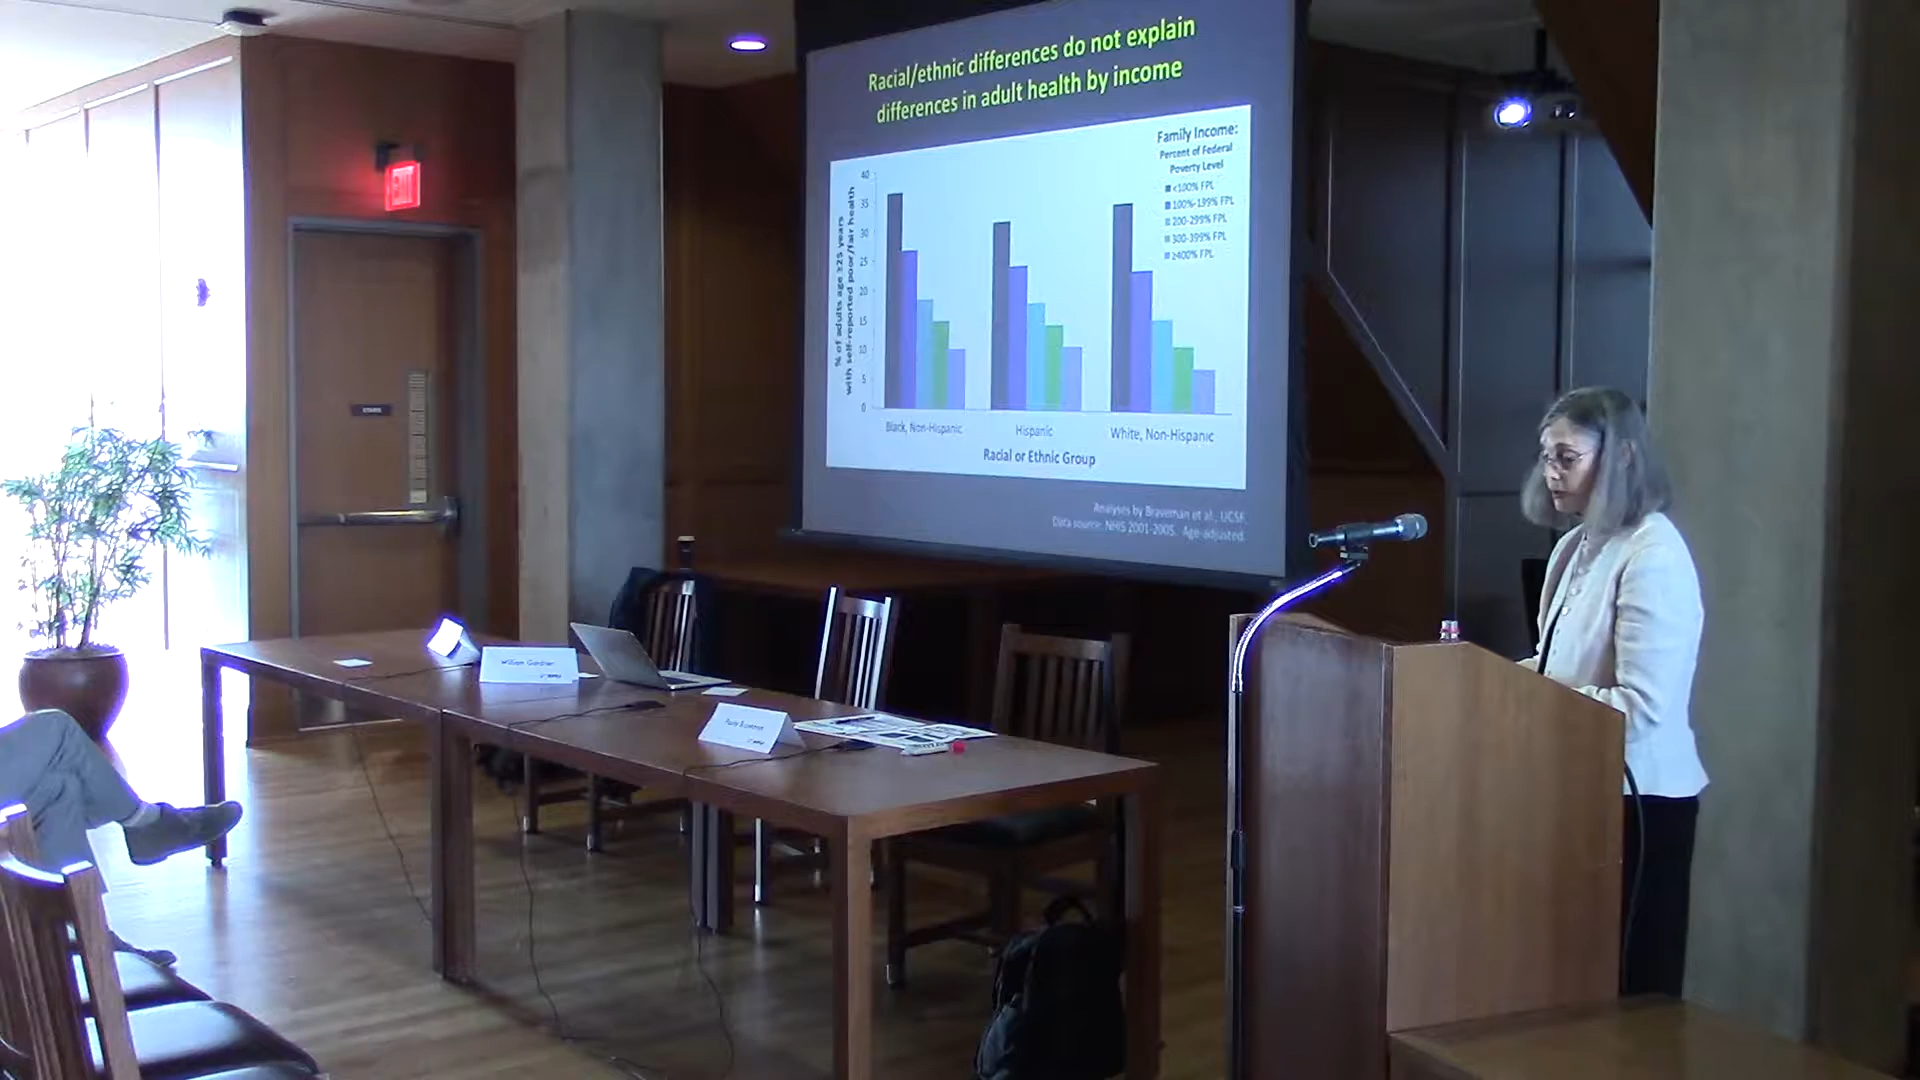 Racial/ethnic differences do not explain
differences in adult health by income
Family Income:
Percent of Federal
Poverty Level
<100% FPL
100%-199% FPL
200-299% FPL
300-399% FPL
≥400% FPL
% of adults age ≥25 years
with self-reported poor/fair health
40
35
30
25
20
15
10
5
0
Black, Non-Hispanic
Hispanic
White, Non-Hispanic
Racial or Ethnic Group
Analyses by Braveman et al., UCSF.
Data source: NHIS 2001-2005. Age-adjusted.
EXIT
William Gardner